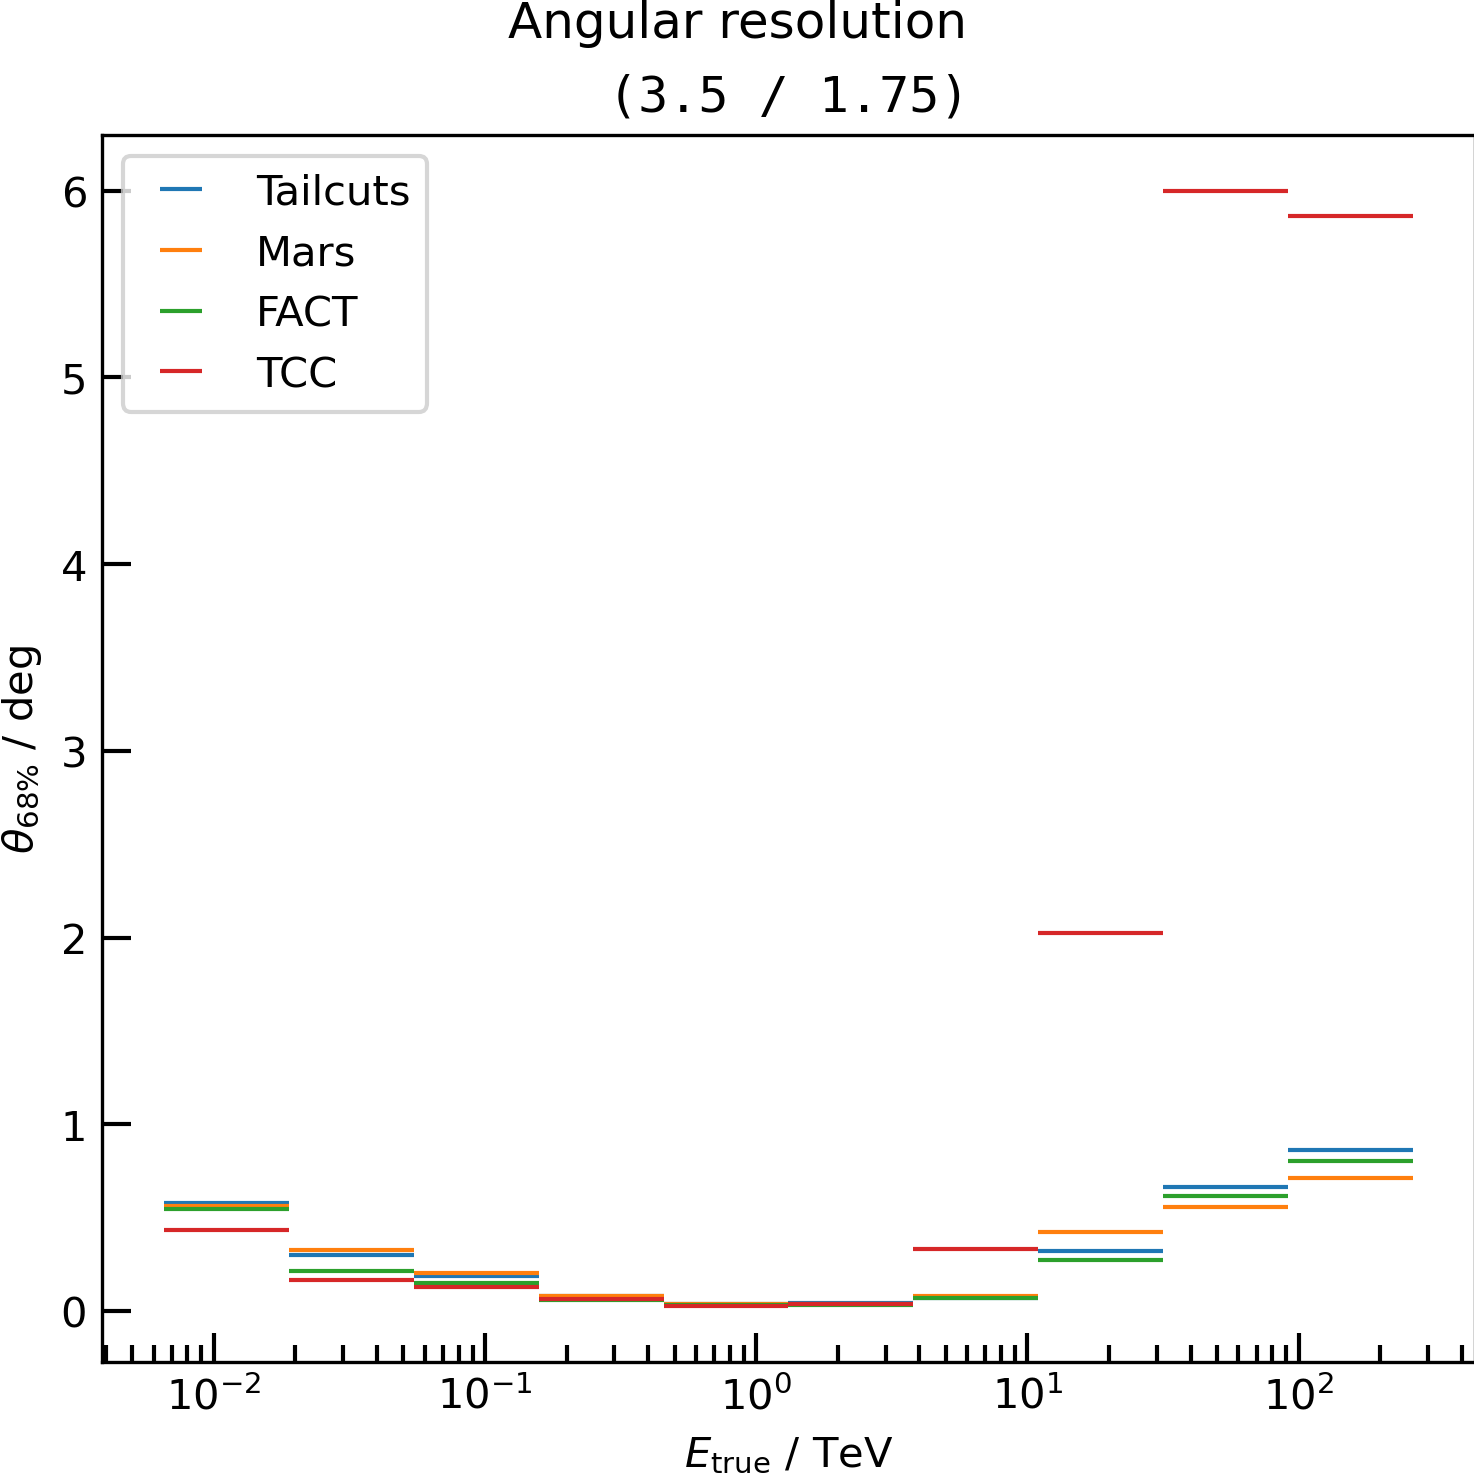 Angular resolution
(3.5 / 1.75)
Tailcuts
Mars
FACT
TCC
6
5
4
3
2
1
0
θ68% / deg
10⁻² 10⁻¹ 10⁰ 10¹ 10²
Etrue / TeV